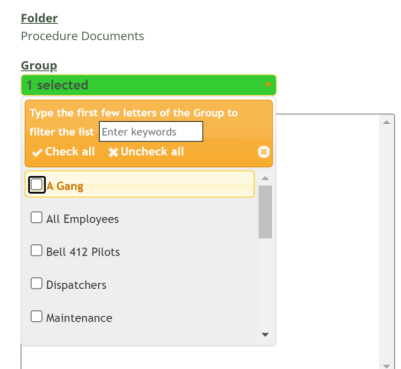 Folder
Procedure Documents
Group
1 selected
Type the first few letters of the Group to
filter the list Enter keywords
Check all Uncheck all
A Gang
All Employees
Bell 412 Pilots
Dispatchers
Maintenance